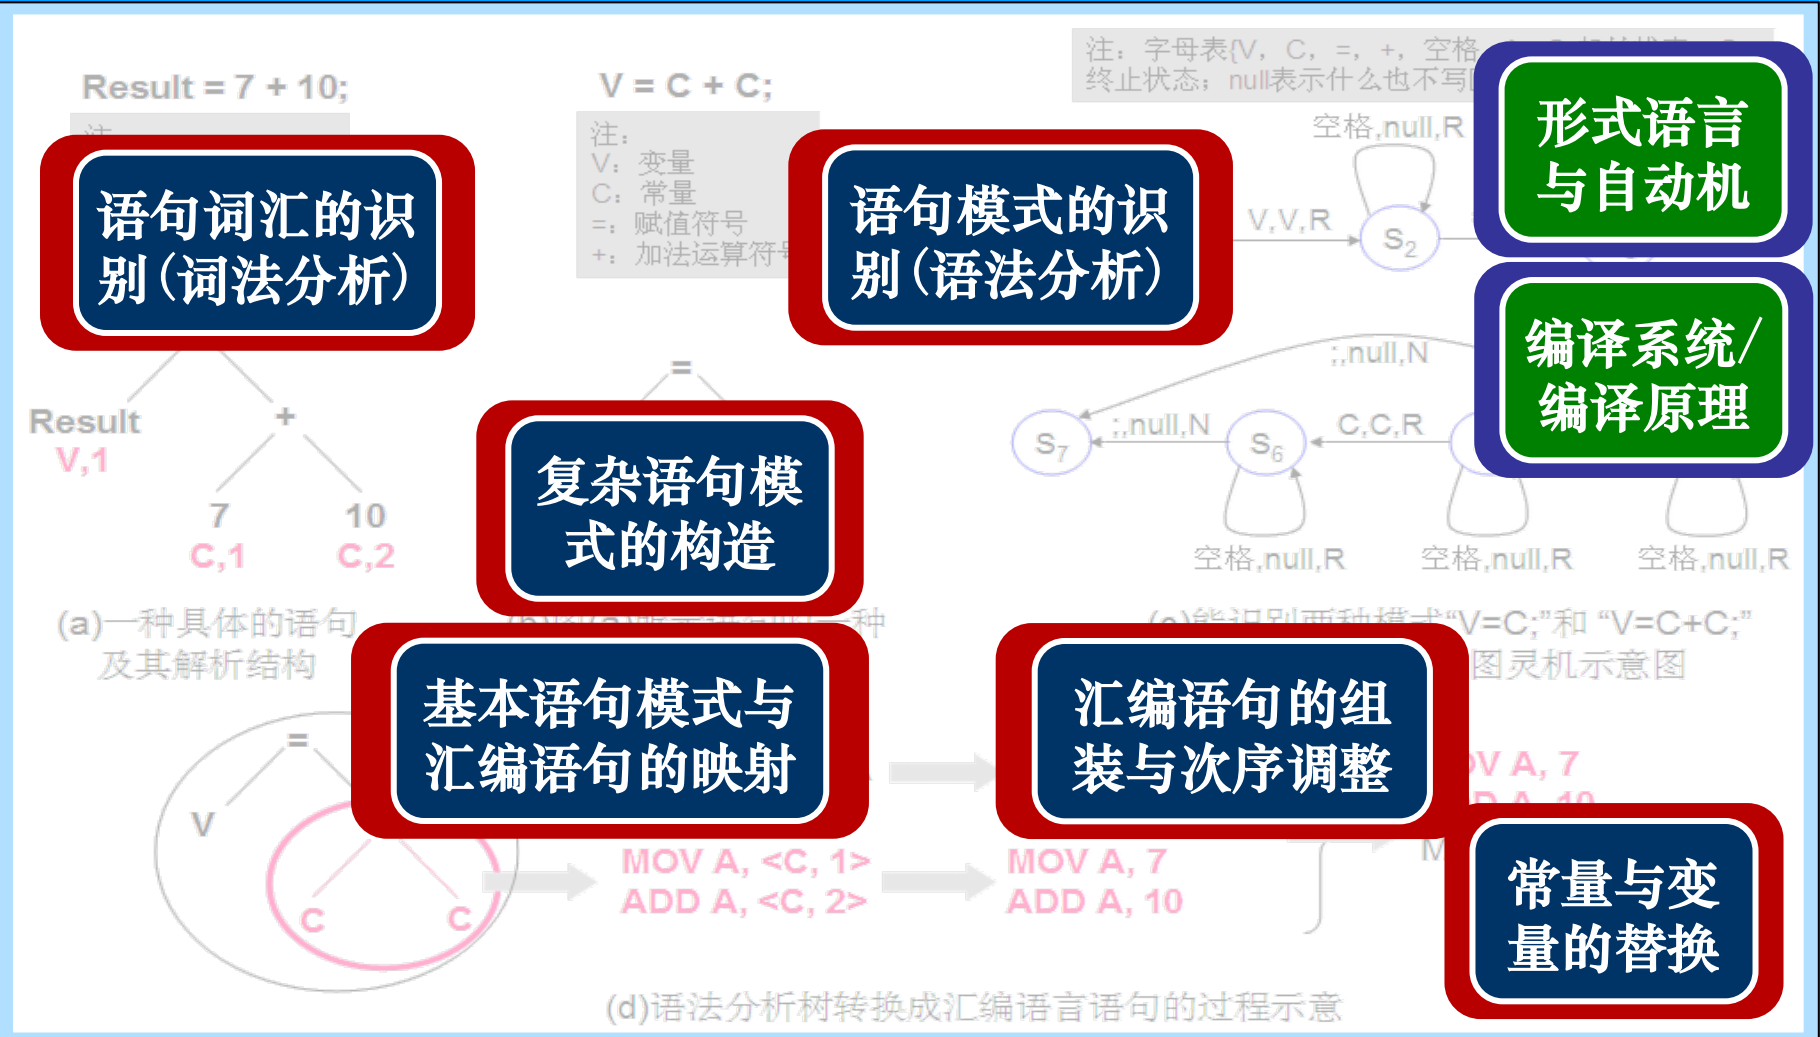 Result = 7 + 10;
V = C + C;
注：字母表{V, C, =, +, 空格
终止状态；null表示什么也不写
注:
V: 变量
C: 常量
=: 赋值符号
+: 加法运算符
空格,null,R
V,V,R
S2
形式语言
与自动机
语句词汇的识
别(词法分析)
语句模式的识
别(语法分析)
编译系统/
编译原理
;,null,N
=
Result
V,1
+
7
C,1
10
C,2
S7
;,null,N
S6
C,C,R
空格,null,R
空格,null,R
空格,null,R
复杂语句模
式的构造
(a)一种具体的语句
及其解析结构
一种
能识别两种模式“V=C;”和 “V=C+C;”
图灵机示意图
基本语句模式与
汇编语句的映射
汇编语句的组
装与次序调整
=
V
C
C
MOV A, <C, 1>
ADD A, <C, 2>
MOV A, 7
ADD A, 10
V A, 7
D A, 10
M
常量与变
量的替换
(d)语法分析树转换成汇编语言语句的过程示意